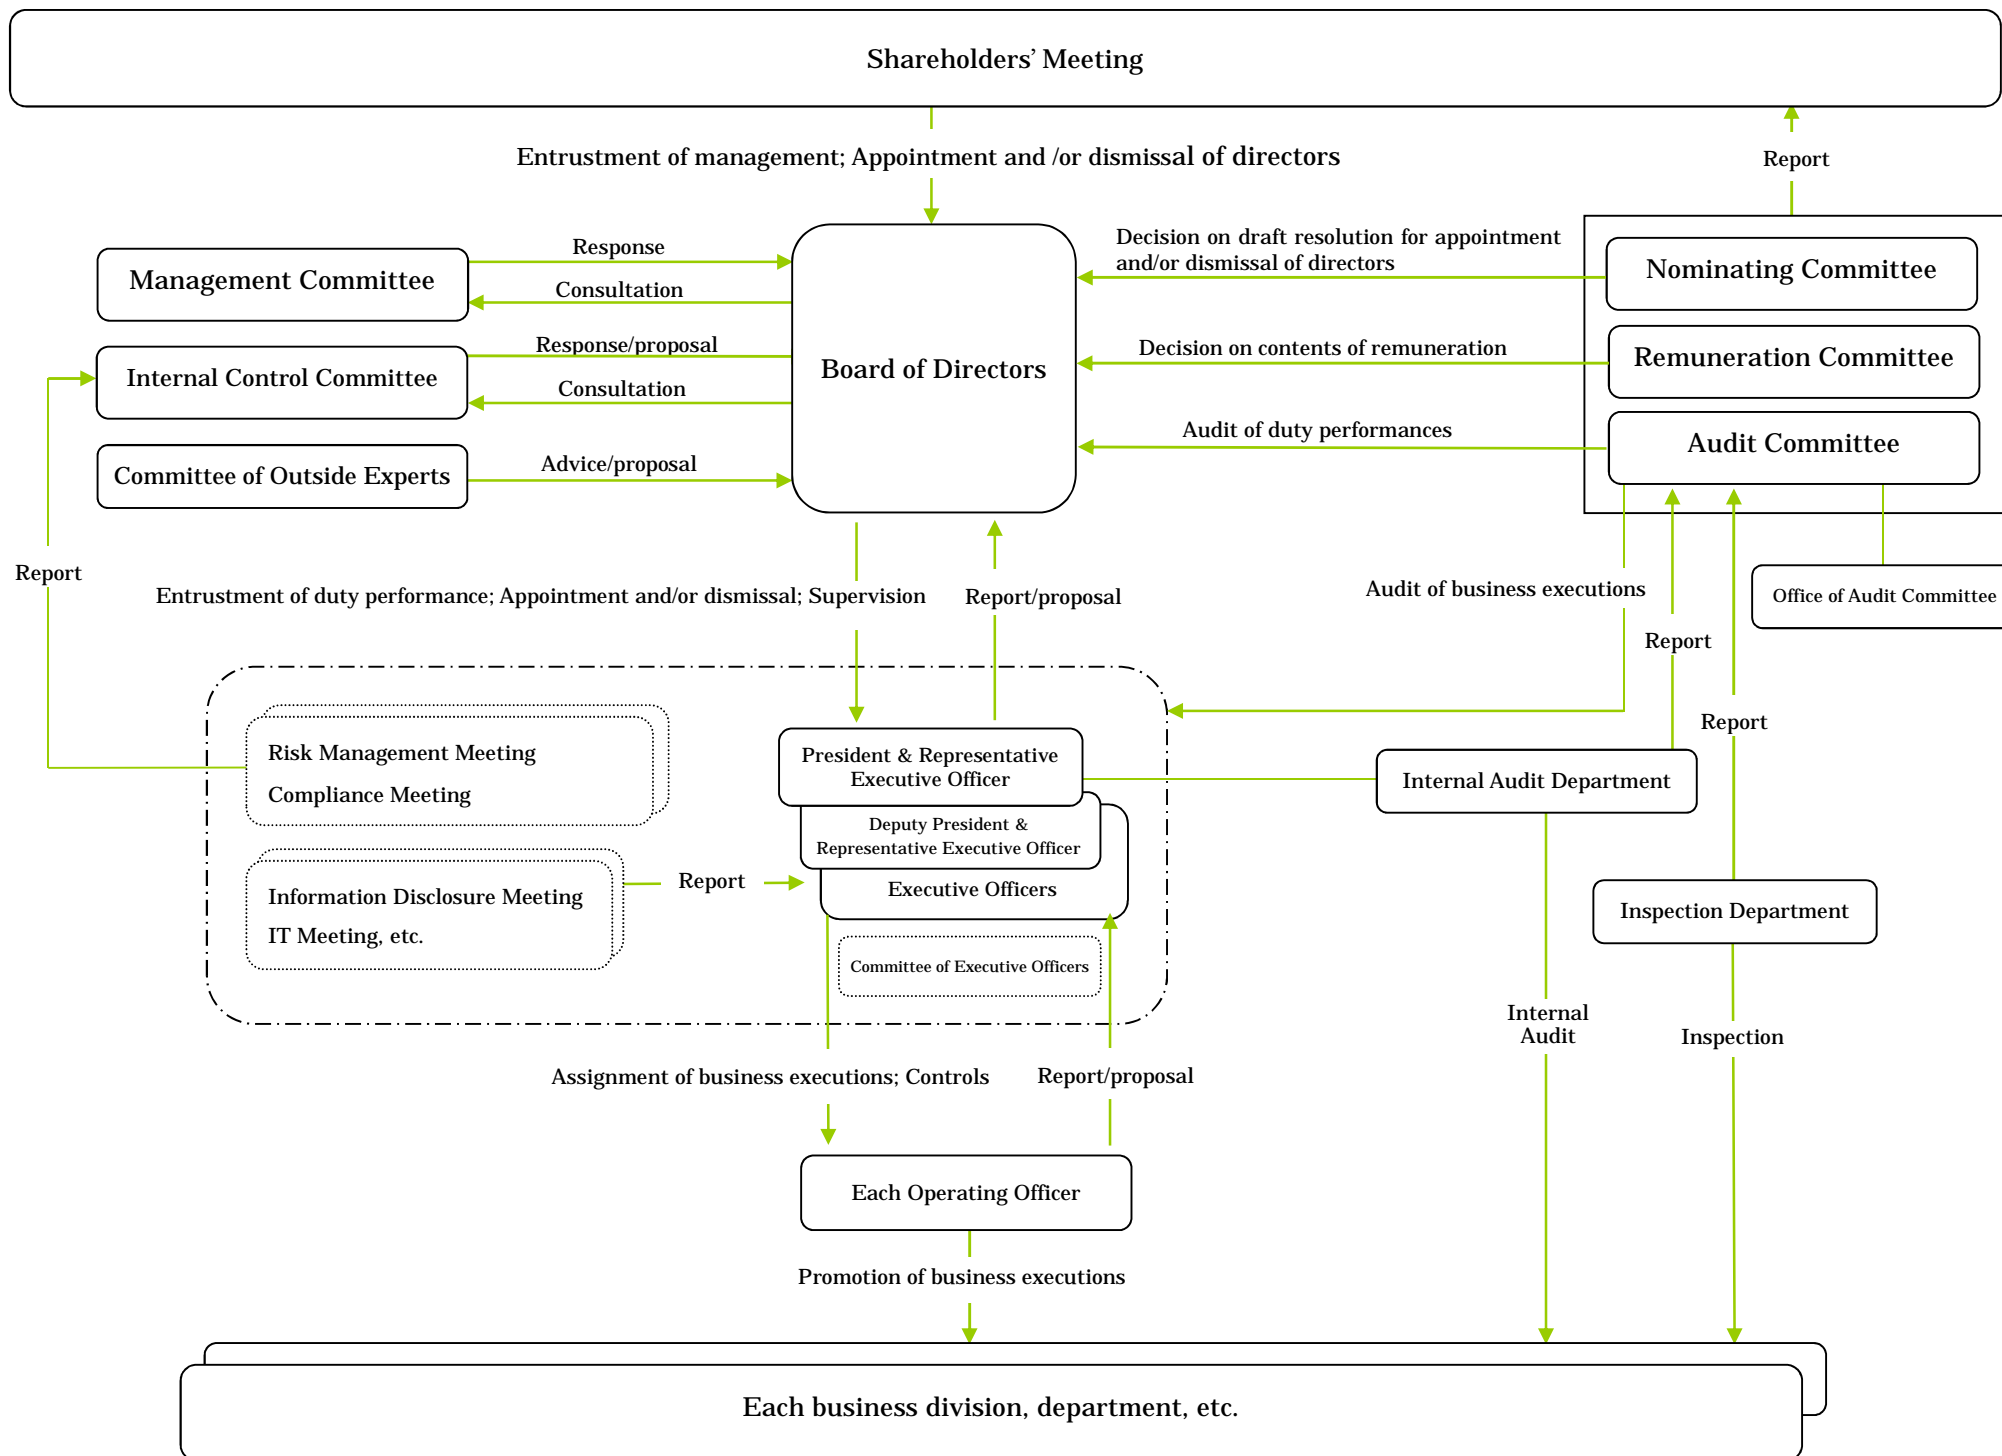 Shareholders’ Meeting
Entrustment of management; Appointment and /or dismissal of directors
Report
Response
Management Committee
Consultation
Response/proposal
Internal Control Committee
Consultation
Advice/proposal
Committee of Outside Experts
Board of Directors
Decision on draft resolution for appointment
and/or dismissal of directors
Nominating Committee
Decision on contents of remuneration
Remuneration Committee
Audit of duty performances
Audit Committee
Report
Entrustment of duty performance; Appointment and/or dismissal; Supervision
Report/proposal
Audit of business executions
Office of Audit Committee
Report
Report
Risk Management Meeting
Compliance Meeting
President & Representative
Executive Officer
Internal Audit Department
Deputy President &
Representative Executive Officer
Executive Officers
Information Disclosure Meeting
IT Meeting, etc.
Report
Inspection Department
Committee of Executive Officers
Internal
Audit
Inspection
Assignment of business executions; Controls
Report/proposal
Each Operating Officer
Promotion of business executions
Each business division, department, etc.